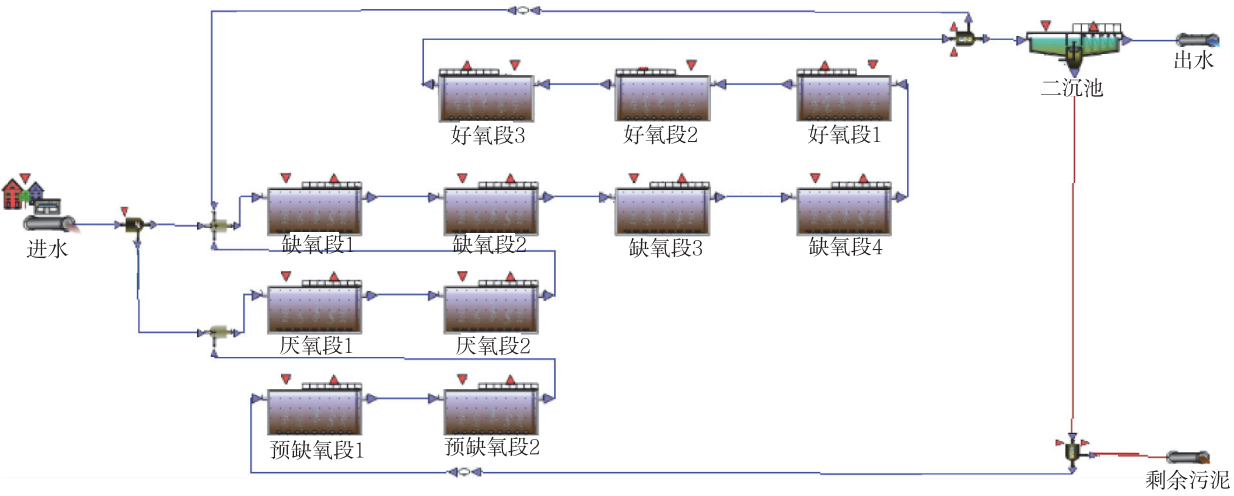 出水
二沉池
好氧段3
好氧段2
好氧段1
进水
缺氧段1
缺氧段2
缺氧段3
缺氧段4
厌氧段1
厌氧段2
预缺氧段1
预缺氧段2
剩余污泥